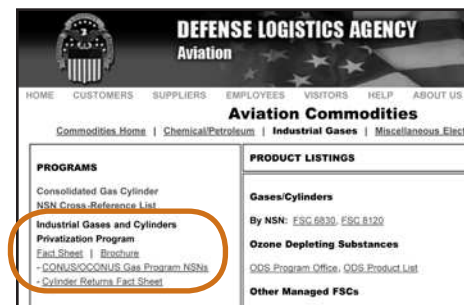 DEFENSE LOGISTICS AGENCY
Aviation
HOME CUSTOMERS SUPPLIERS EMPLOYEES VISITORS HELP ABOUT US
Aviation Commodities
Commodities Home | Chemical/Petroleum | Industrial Gases | Miscellaneous Elect
PROGRAMS
Consolidated Gas Cylinder
NSN Cross-Reference List
Industrial Gases and Cylinders
Privatization Program
Fact Sheet | Brochure
- CONUS/OCONUS Gas Program NSNs
- Cylinder Returns Fact Sheet
PRODUCT LISTINGS
Gases/Cylinders
By NSN: FSC 6830, FSC 8120
Ozone Depleting Substances
ODS Program Office, ODS Product List
Other Managed FSCs